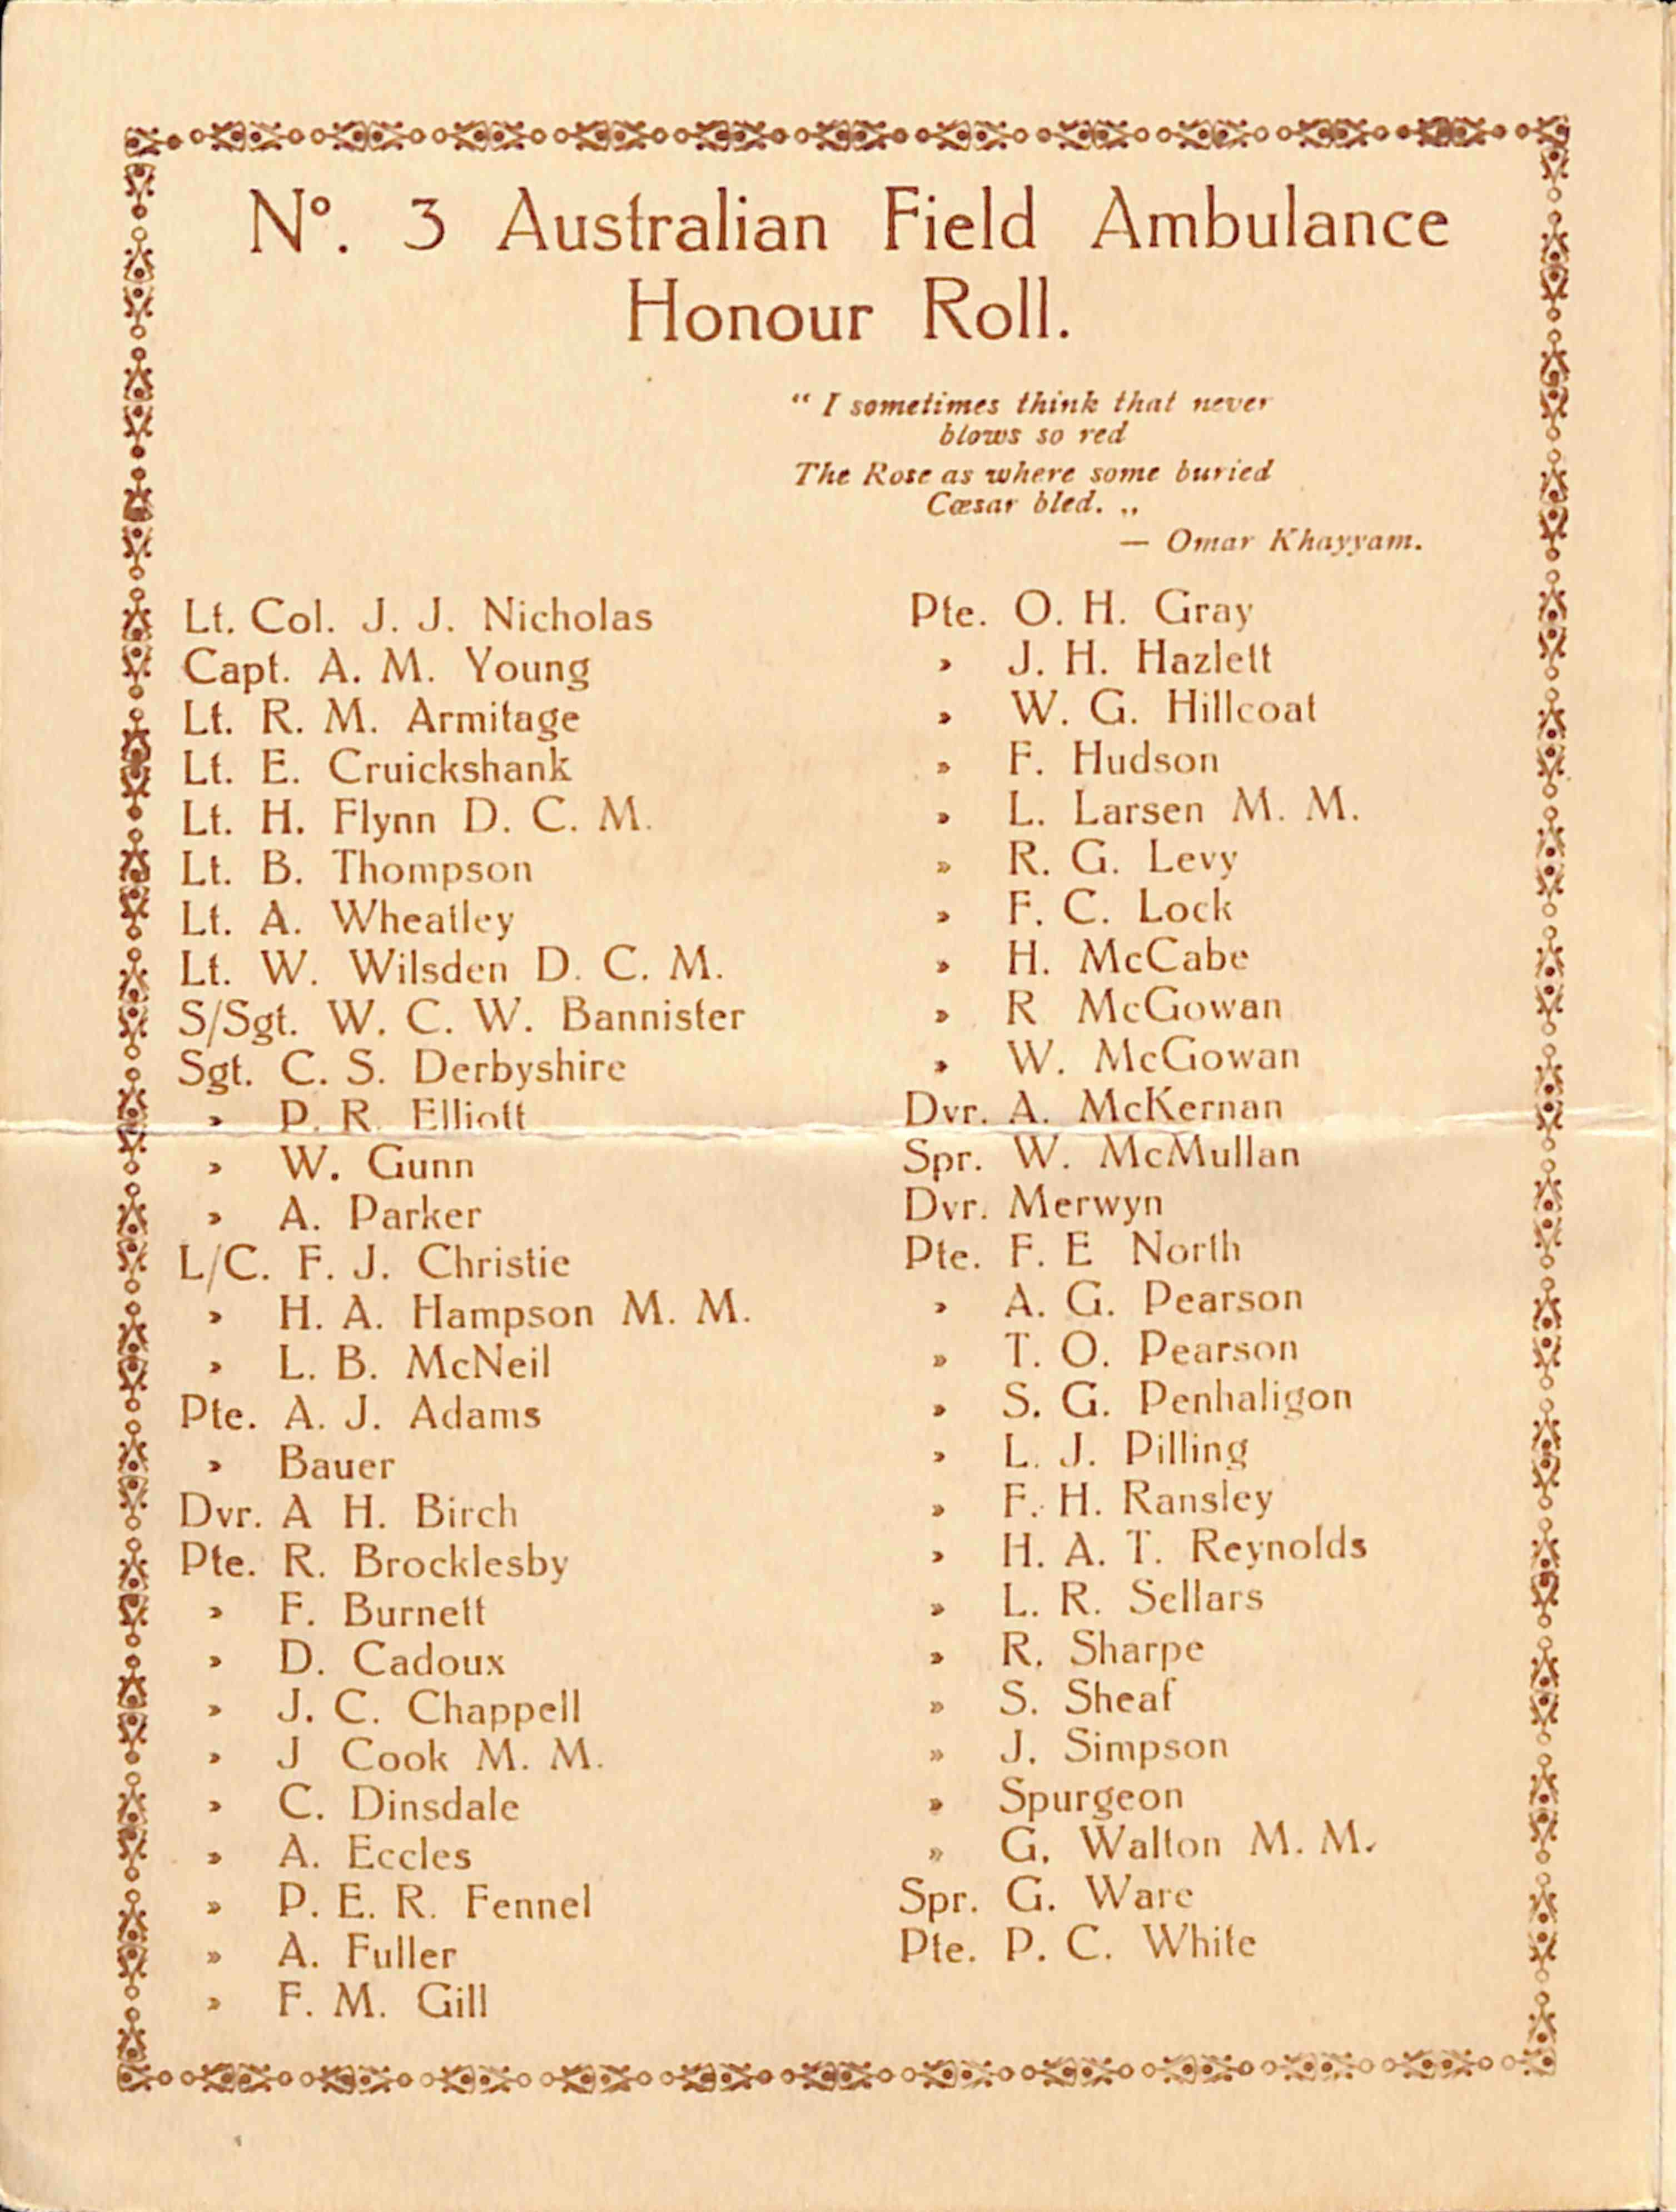 Nº. 3 Australian Field Ambulance
Honour Roll.
“ I sometimes think that never
blows so red
The Rose as where some buried
Cæsar bled. „
— Omar Khayyam.
Lt. Col. J. J. Nicholas
Capt. A. M. Young
Lt. R. M. Armitage
Lt. E. Cruickshank
Lt. H. Flynn D. C. M.
Lt. B. Thompson
Lt. A. Wheatley
Lt. W. Wilsden D. C. M.
S/Sgt. W. C. W. Bannister
Sgt. C. S. Derbyshire
» P. R. Elliott
» W. Gunn
» A. Parker
L/C. F. J. Christie
» H. A. Hampson M. M.
» L. B. McNeil
Pte. A. J. Adams
» Bauer
Dvr. A H. Birch
Pte. R. Brocklesby
» F. Burnett
» D. Cadoux
» J. C. Chappell
» J Cook M. M.
» C. Dinsdale
» A. Eccles
» P. E. R. Fennel
» A. Fuller
» F. M. Gill
Pte. O. H. Gray
» J. H. Hazlett
» W. G. Hillcoat
» F. Hudson
» L. Larsen M. M.
» R. G. Levy
» F. C. Lock
» H. McCabe
» R McGowan
» W. McGowan
Dvr. A. McKernan
Spr. W. McMullan
Dvr. Merwyn
Pte. F. E North
» A. G. Pearson
» T. O. Pearson
» S. G. Penhaligon
» L. J. Pilling
» F. H. Ransley
» H. A. T. Reynolds
» L. R. Sellars
» R. Sharpe
» S. Sheaf
» J. Simpson
» Spurgeon
» G. Walton M. M.
Spr. G. Ware
Pte. P. C. White